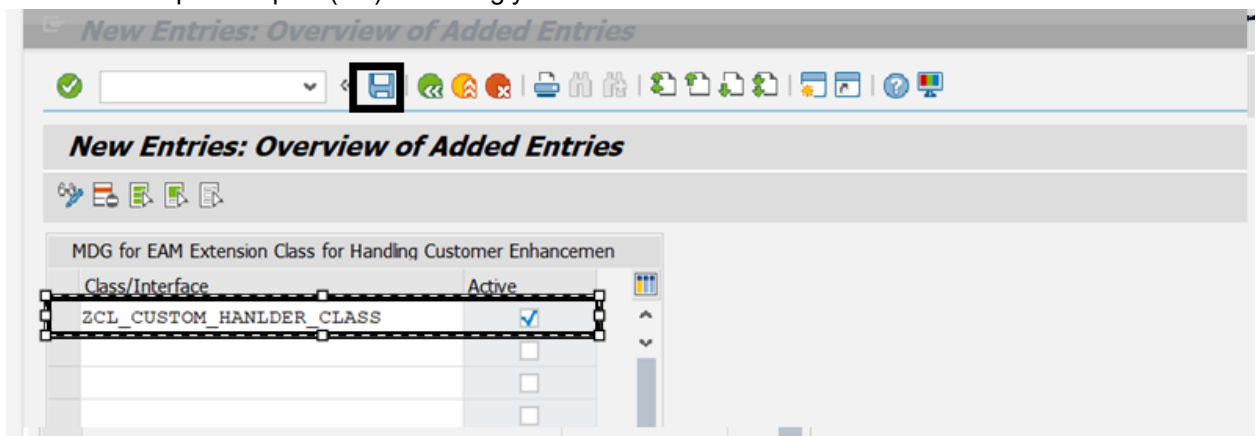 New Entries: Overview of Added Entries
New Entries: Overview of Added Entries
MDG for EAM Extension Class for Handling Customer Enhancemen
Class/Interface Active
ZCL_CUSTOM_HANLDER_CLASS